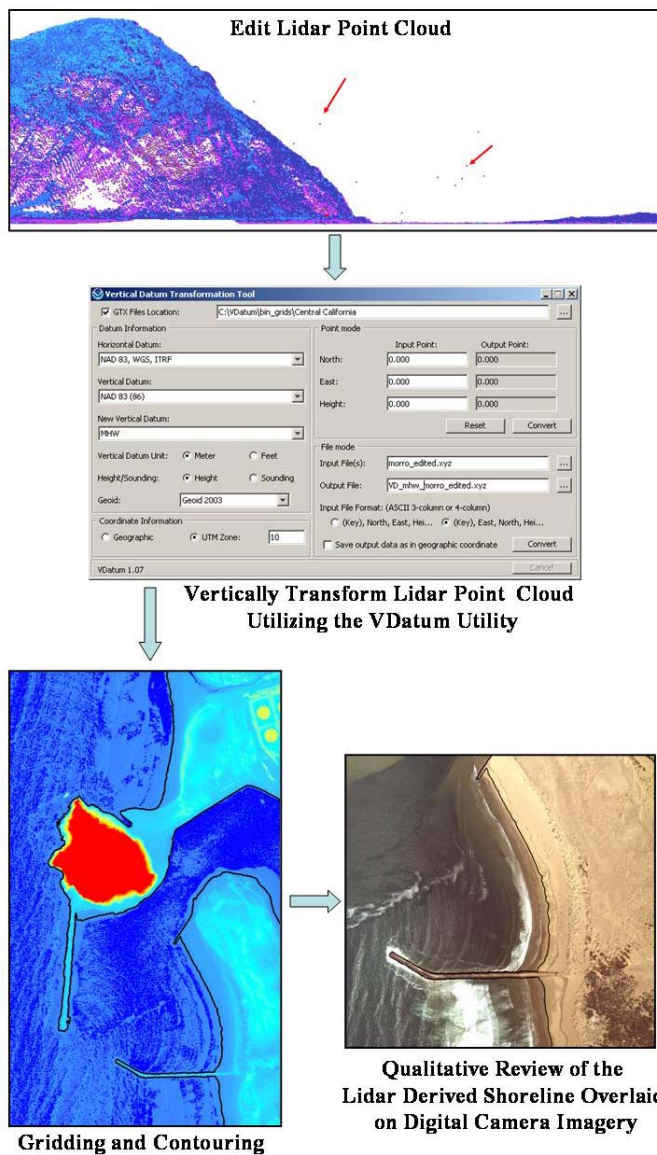 Edit Lidar Point Cloud
Vertical Datum Transformation Tool
GTX Files Location: C:\VDatum\bin_grids\Central California ...
Datum Information
Horizontal Datum:
NAD 83, WGS, ITRF
Vertical Datum:
NAD 83 (86)
New Vertical Datum:
MHW
Vertical Datum Unit: Meter Feet
Height/Sounding: Height Sounding
Geoid: Geoid 2003
Coordinate Information
Geographic UTM Zone: 10
Point mode
Input Point: Output Point:
North: 0.000 0.000
East: 0.000 0.000
Height: 0.000 0.000
Reset Convert
File mode
Input File(s): morro_edited.xyz ...
Output File: VD_mhw_morro_edited.xyz ...
Input File Format: (ASCII 3-column or 4-column)
(Key), North, East, Hei... (Key), East, North, Hei...
Save output data as in geographic coordinate Convert
VDatum 1.07 Cancel
Vertically Transform Lidar Point Cloud
Utilizing the VDatum Utility
Gridding and Contouring
Qualitative Review of the
Lidar Derived Shoreline Overlaid
on Digital Camera Imagery